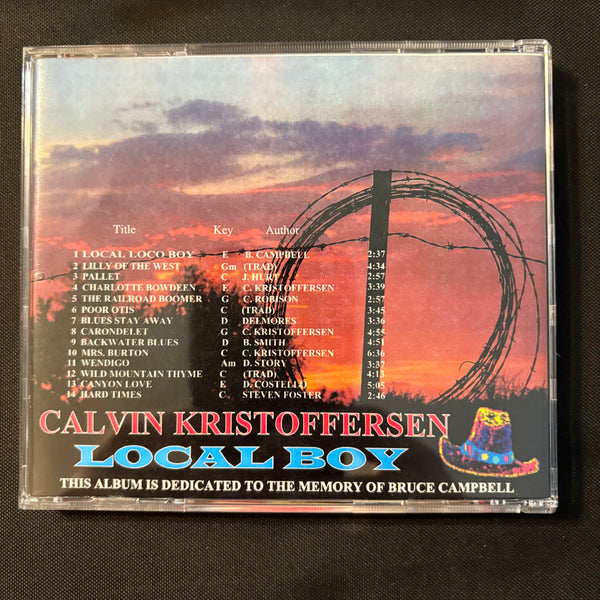 Title Key Author
1 LOCAL LOCO BOY E B. CAMPBELL 2:37
2 LILLY OF THE WEST Gm (TRAD) 4:34
3 PALLET C J. HURT 2:39
4 CHARLOTTE BOWDEEN E C. KRISTOFFERSEN 3:39
5 THE RAILROAD BOOMER G C. ROBISON 2:57
6 POOR OTIS C (TRAD) 3:45
7 BLUES STAY AWAY D DELMORES 3:36
8 CARONDELET G C. KRISTOFFERSEN 4:55
9 BACKWATER BLUES D B. SMITH 4:51
10 MRS. BURTON C C. KRISTOFFERSEN 6:36
11 WENDIGO Am D. STORY 3:37
12 WILD MOUNTAIN THYME C (TRAD) 4:13
13 CANYON LOVE E D. COSTELLO 5:05
14 HARD TIMES C STEVEN FOSTER 2:46
CALVIN KRISTOFFERSEN
LOCAL BOY
THIS ALBUM IS DEDICATED TO THE MEMORY OF BRUCE CAMPBELL